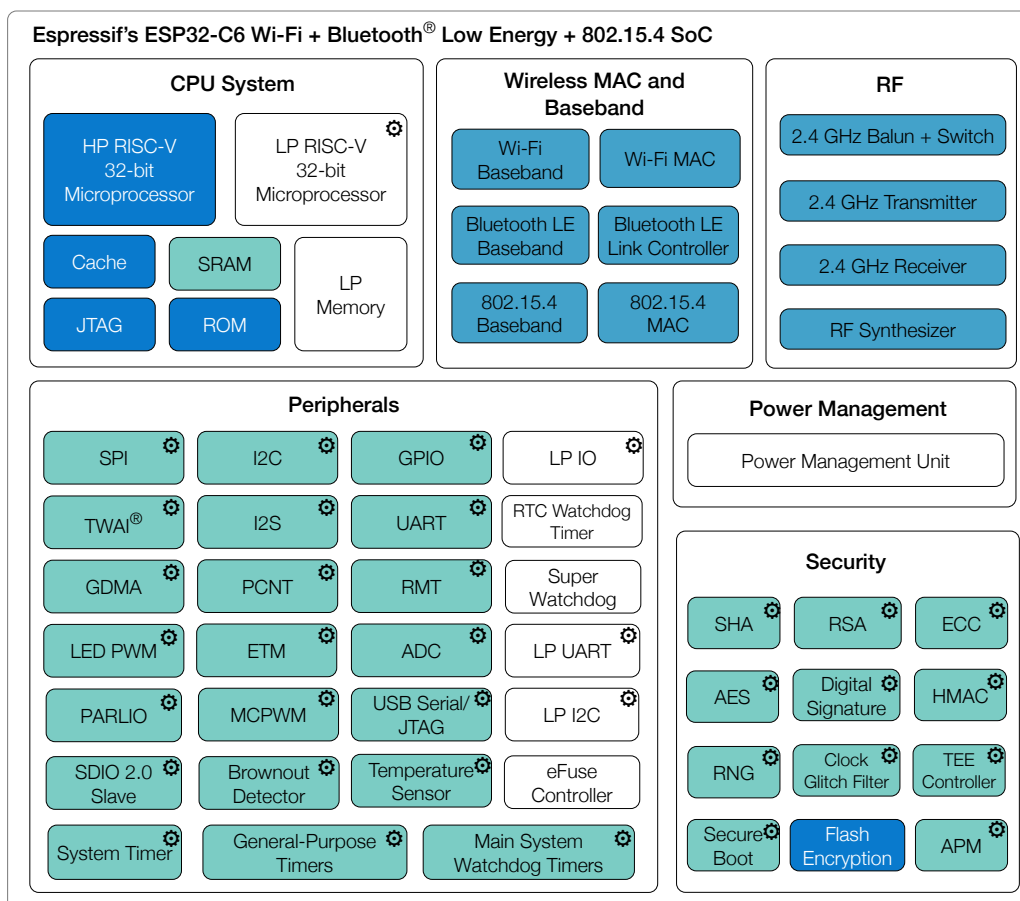 Espressif's ESP32-C6 Wi-Fi + Bluetooth® Low Energy + 802.15.4 SoC
CPU System
HP RISC-V
32-bit
Microprocessor
LP RISC-V
32-bit
Microprocessor
Cache
SRAM
LP
Memory
JTAG
ROM
Wireless MAC and
Baseband
Wi-Fi
Baseband
Wi-Fi MAC
Bluetooth LE
Baseband
Bluetooth LE
Link Controller
802.15.4
Baseband
802.15.4
MAC
RF
2.4 GHz Balun + Switch
2.4 GHz Transmitter
2.4 GHz Receiver
RF Synthesizer
Peripherals
SPI
I2C
GPIO
LP IO
TWAI®
I2S
UART
RTC Watchdog
Timer
GDMA
PCNT
RMT
Super
Watchdog
LED PWM
ETM
ADC
LP UART
PARLIO
MCPWM
USB Serial/
JTAG
LP I2C
SDIO 2.0
Slave
Brownout
Detector
Temperature
Sensor
eFuse
Controller
System Timer
General-Purpose
Timers
Main System
Watchdog Timers
Power Management
Power Management Unit
Security
SHA
RSA
ECC
AES
Digital
Signature
HMAC
RNG
Clock
Glitch Filter
TEE
Controller
Secure
Boot
Flash
Encryption
APM